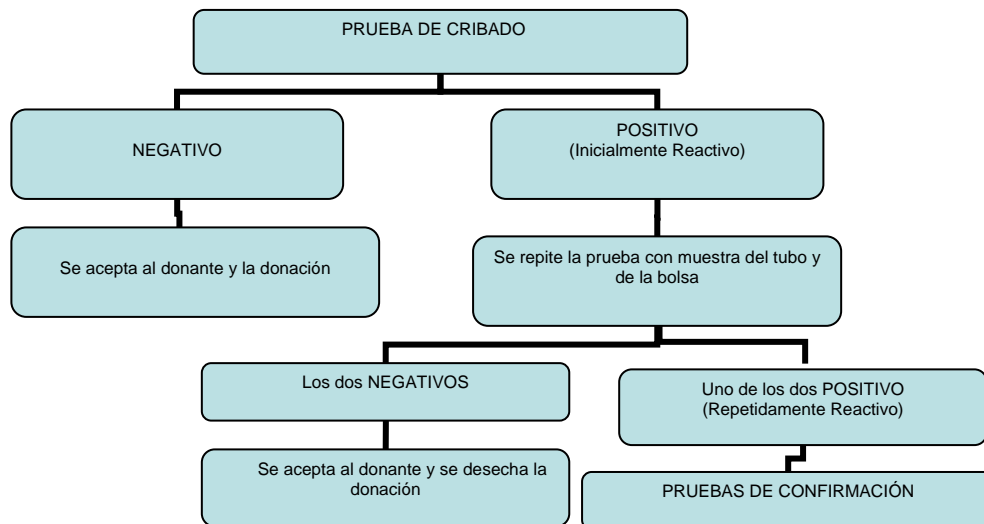 PRUEBA DE CRIBADO
NEGATIVO
POSITIVO
(Inicialmente Reactivo)
Se acepta al donante y la donación
Se repite la prueba con muestra del tubo y
de la bolsa
Los dos NEGATIVOS
Uno de los dos POSITIVO
(Repetidamente Reactivo)
Se acepta al donante y se desecha la
donación
PRUEBAS DE CONFIRMACIÓN